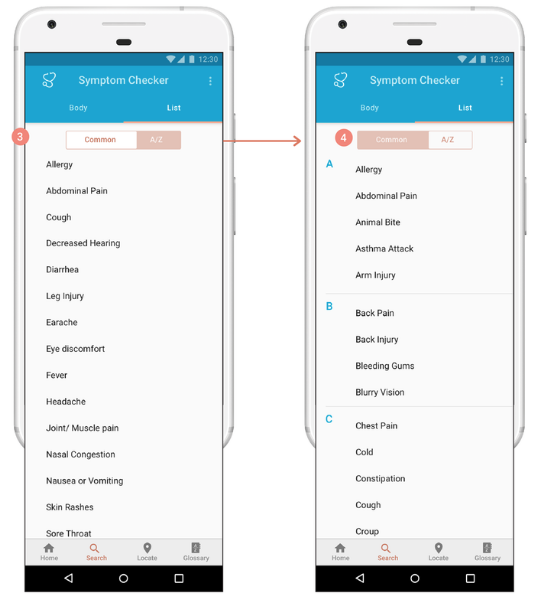 12:30
Symptom Checker
Body List
3
Common A/Z
Allergy
Abdominal Pain
Cough
Decreased Hearing
Diarrhea
Leg Injury
Earache
Eye discomfort
Fever
Headache
Joint/ Muscle pain
Nasal Congestion
Nausea or Vomiting
Skin Rashes
Sore Throat
Home Search Locate Glossary
12:30
Symptom Checker
Body List
4
Common A/Z
A
Allergy
Abdominal Pain
Animal Bite
Asthma Attack
Arm Injury
B
Back Pain
Back Injury
Bleeding Gums
Blurry Vision
C
Chest Pain
Cold
Constipation
Cough
Croup
Home Search Locate Glossary